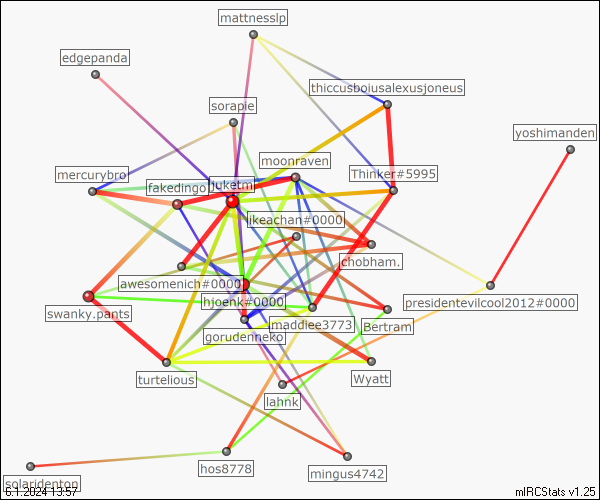 mattnesslp
edgepanda
thiccusboiusalexusjoneus
sorapie
yoshimanden
moonraven
mercurybro
Thinker#5995
fakedingo
juketm
likeachan#0000
chobham.
awesomenich#0000
hjoenk#0000
presidentevilcool2012#0000
swanky.pants
maddiee3773
Bertram
gorudenneko
turtelious
Wyatt
lahnk
hos8778
mingus4742
solaridenton
6.1.2024 13:57
mIRCStats v1.25